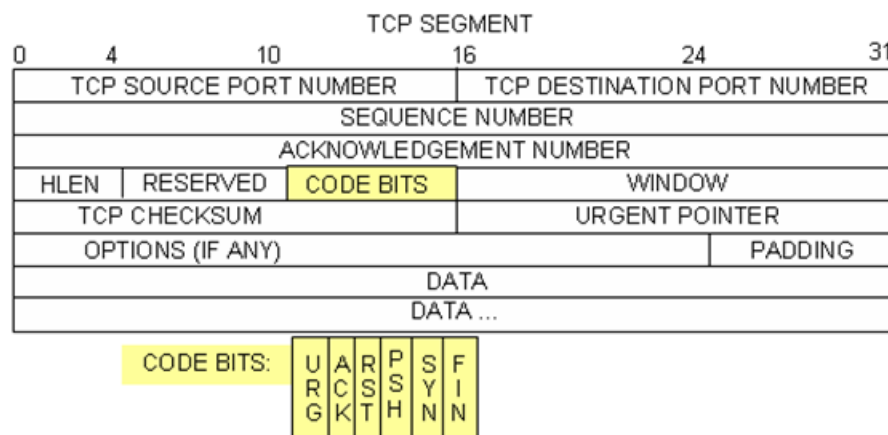 TCP SEGMENT
0 4 10 16 24 31
TCP SOURCE PORT NUMBER TCP DESTINATION PORT NUMBER
SEQUENCE NUMBER
ACKNOWLEDGEMENT NUMBER
HLEN RESERVED CODE BITS WINDOW
TCP CHECKSUM URGENT POINTER
OPTIONS (IF ANY) PADDING
DATA
DATA ...
CODE BITS: URG ACK RST PSH SYN FIN